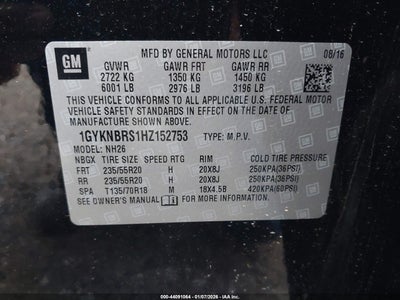 GM
MFD BY GENERAL MOTORS LLC 08/16
GVWR GAWR FRT GAWR RR
2722 KG 1350 KG 1450 KG
6001 LB 2976 LB 3196 LB
THIS VEHICLE CONFORMS TO ALL APPLICABLE
U.S. FEDERAL MOTOR VEHICLE SAFETY
STANDARDS IN EFFECT ON THE DATE OF
MANUFACTURE SHOWN ABOVE.
1GYKNBRS1HZ152753 TYPE: M.P.V.
MODEL: NH26
NBGX TIRE SIZE SPEED RTG RIM COLD TIRE PRESSURE
FRT 235/55R20 H 20X8J 250KPA(36PSI)
RR 235/55R20 H 20X8J 250KPA(36PSI)
SPA T135/70R18 M 18X4.5B 420KPA(60PSI)
SEE OWNER'S MANUAL FOR ADDITIONAL INFORMATION.
000-44091064 - 01/07/2026 -